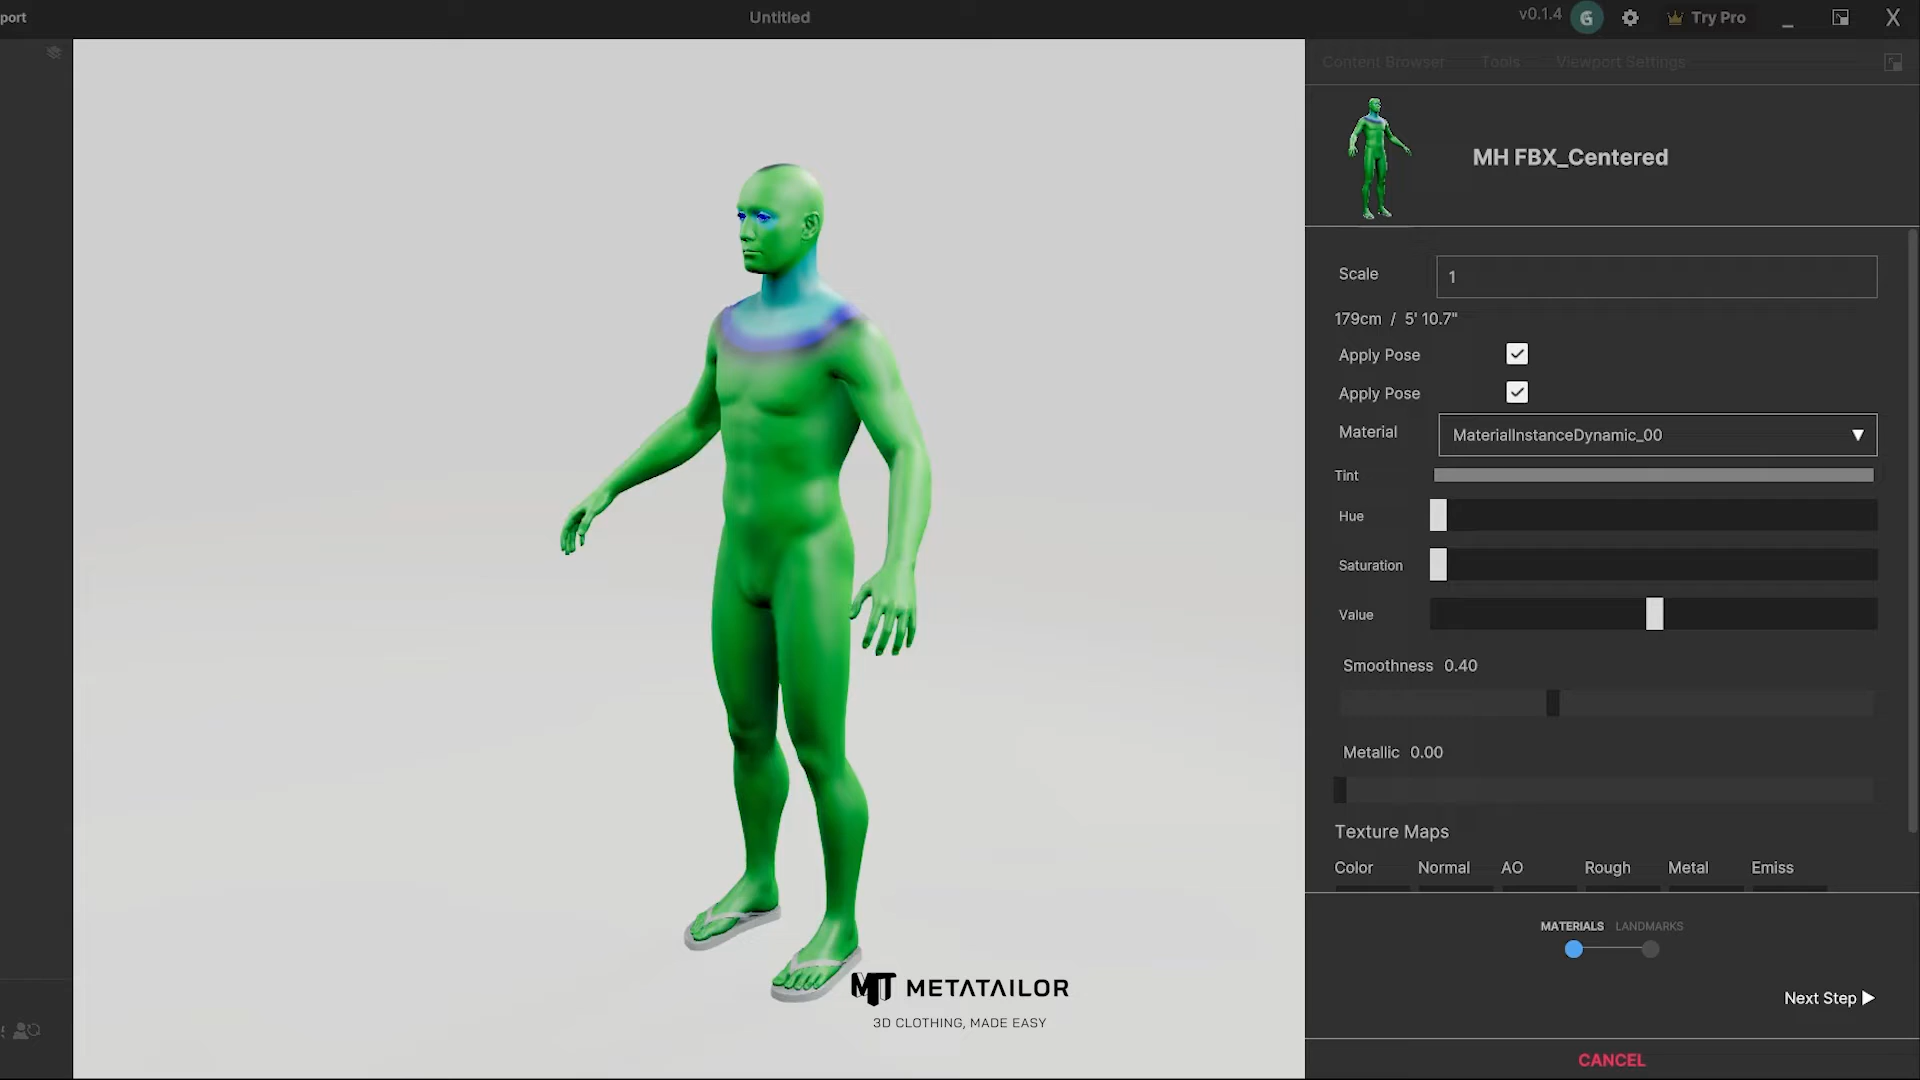 port
Untitled
v0.1.4
G
Try Pro
X
Content Browser
Tools
Viewport Settings
MH FBX_Centered
Scale
1
179cm / 5' 10.7"
Apply Pose
Apply Pose
Material
MaterialInstanceDynamic_00
Tint
Hue
Saturation
Value
Smoothness 0.40
Metallic 0.00
Texture Maps
Color Normal AO Rough Metal Emiss
MATERIALS LANDMARKS
Next Step
CANCEL
MT METATAILOR
3D CLOTHING, MADE EASY